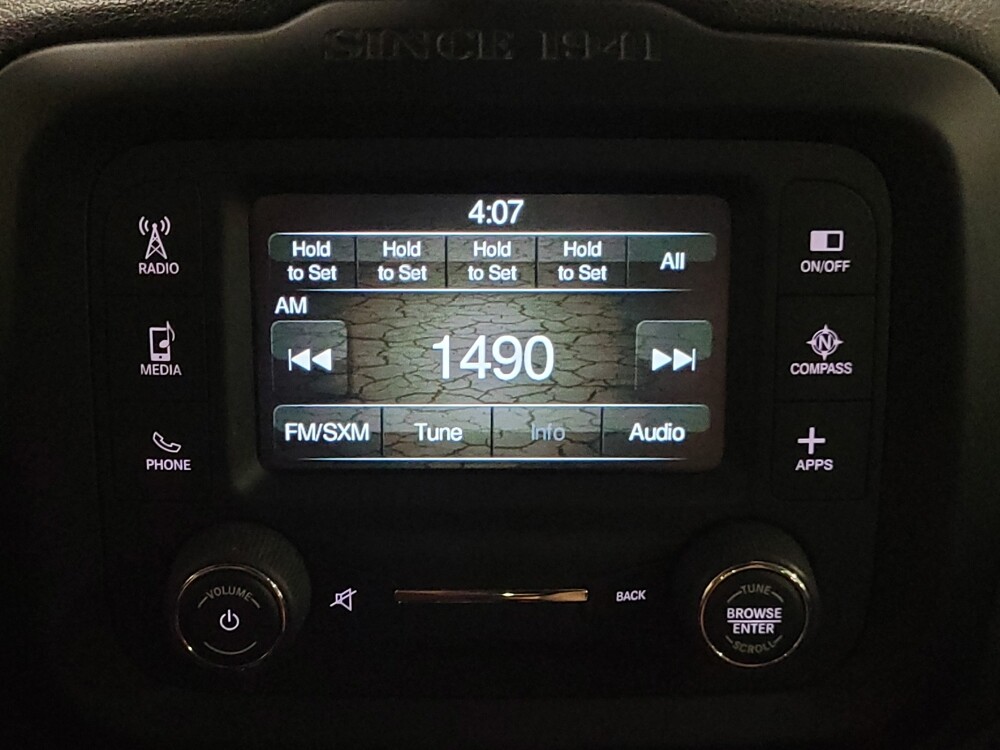 SINCE 1941
4:07
Hold to Set
Hold to Set
Hold to Set
Hold to Set
All
AM
1490
FM/SXM Tune Info Audio
RADIO
MEDIA
PHONE
ON/OFF
N
COMPASS
APPS
VOLUME
BACK
TUNE
BROWSE
ENTER
SCROLL